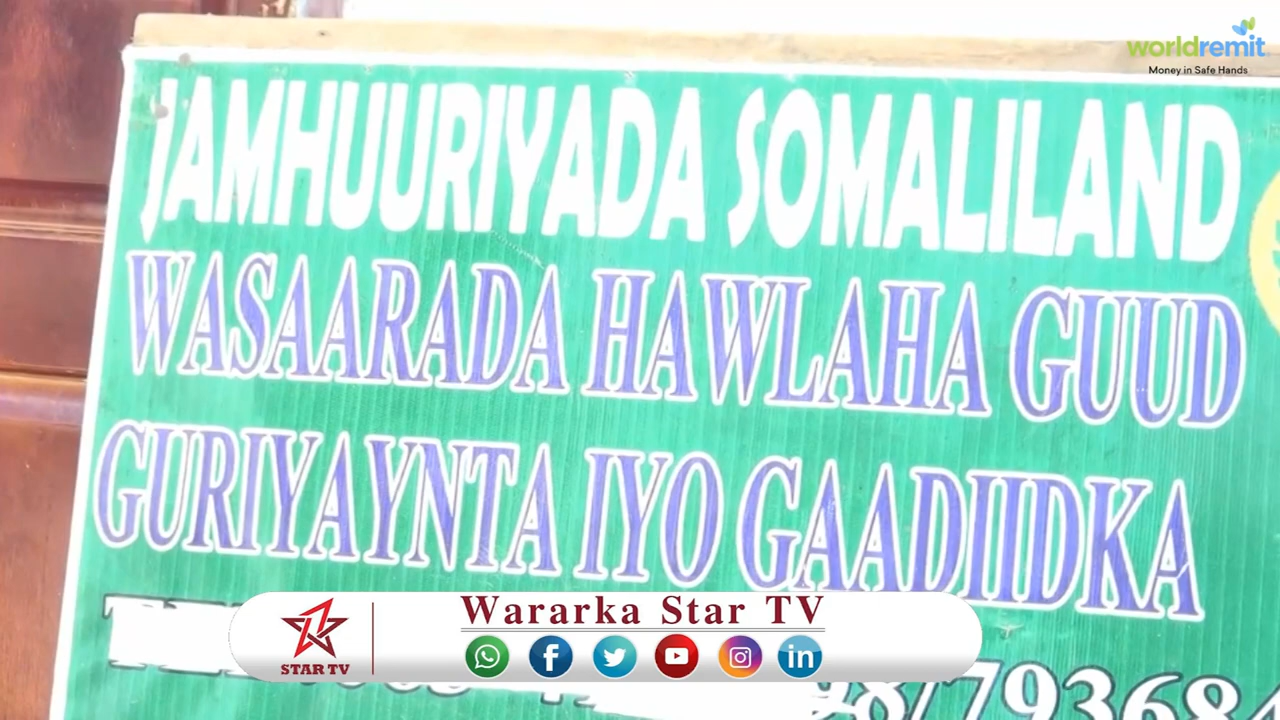 worldremit
Money in Safe Hands
JAMHUURIYADA SOMALILAND
WASAARADA HAWLAHA GUUD
GURIYAYNTA IYO GAADIIDKA
Wararka Star TV
STAR TV